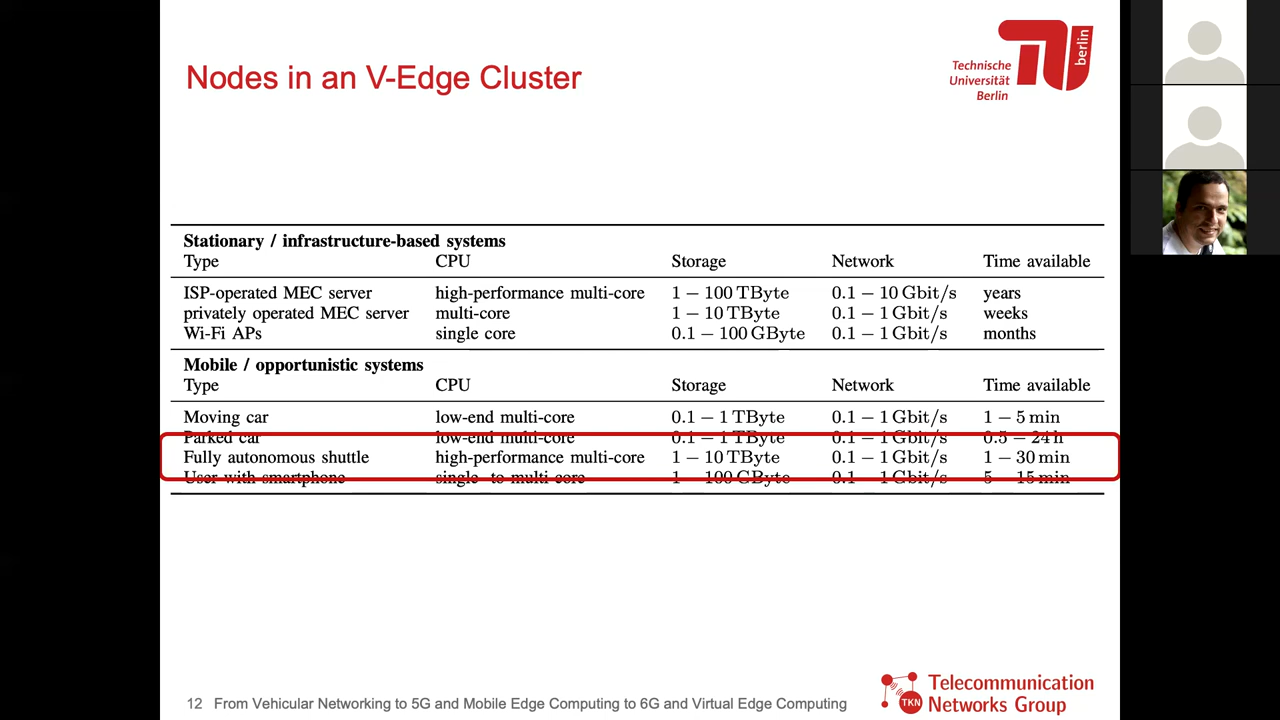 Nodes in an V-Edge Cluster
Technische
Universität
Berlin
berlin
Stationary / infrastructure-based systems
Type CPU Storage Network Time available
ISP-operated MEC server high-performance multi-core 1 – 100 TByte 0.1 – 10 Gbit/s years
privately operated MEC server multi-core 1 – 10 TByte 0.1 – 1 Gbit/s weeks
Wi-Fi APs single core 0.1 – 100 GByte 0.1 – 1 Gbit/s months
Mobile / opportunistic systems
Type CPU Storage Network Time available
Moving car low-end multi-core 0.1 – 1 TByte 0.1 – 1 Gbit/s 1 – 5 min
Parked car low-end multi-core 0.1 – 1 TByte 0.1 – 1 Gbit/s 0.5 – 24 h
Fully autonomous shuttle high-performance multi-core 1 – 10 TByte 0.1 – 1 Gbit/s 1 – 30 min
User with smartphone single- to multi-core 1 – 100 GByte 0.1 – 1 Gbit/s 5 – 15 min
12 From Vehicular Networking to 5G and Mobile Edge Computing to 6G and Virtual Edge Computing
TKN
Telecommunication
Networks Group